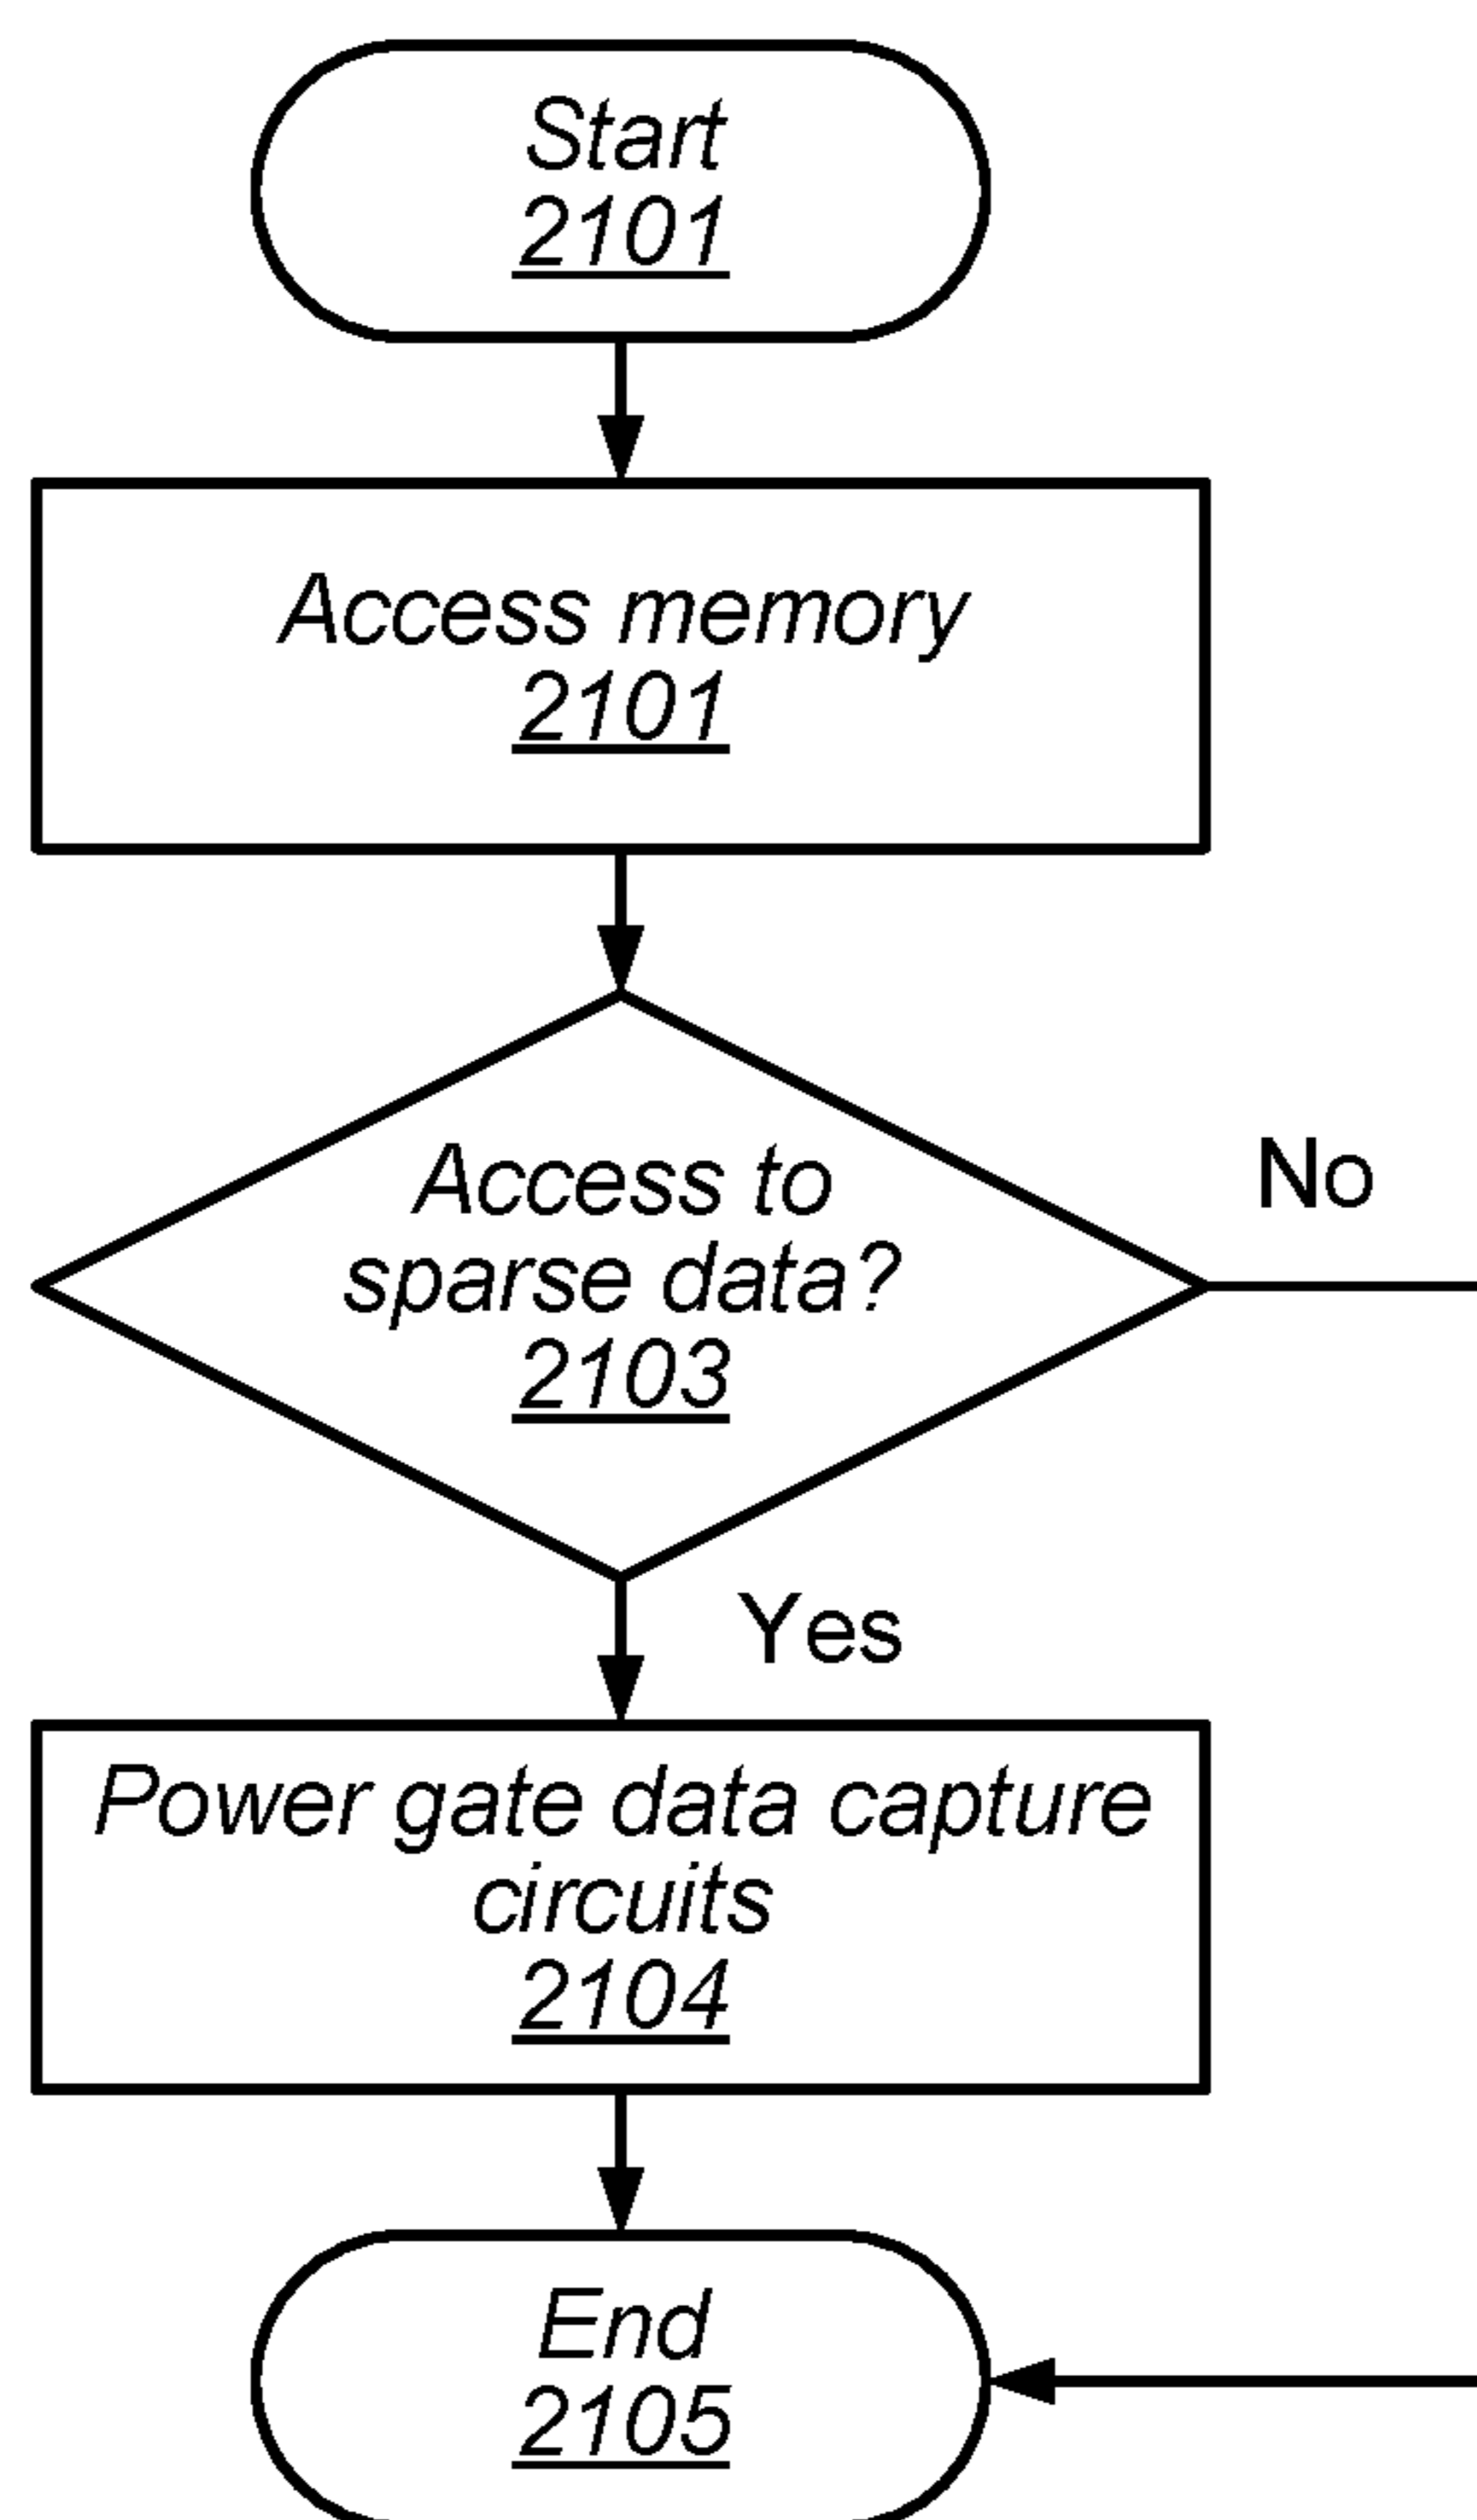 Start
2101
Access memory
2101
Access to
sparse data?
2103
No
Yes
Power gate data capture
circuits
2104
End
2105